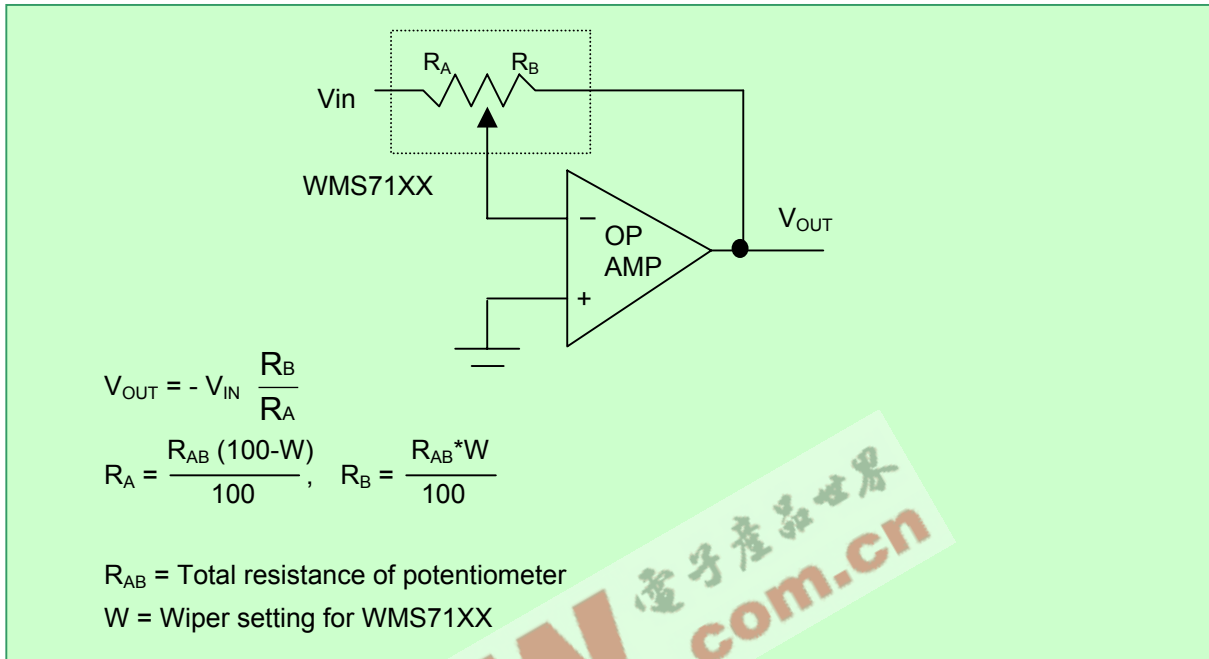 R_A R_B
Vin
WMS71XX
−
OP
AMP
+
V_OUT
V_OUT = - V_IN R_B / R_A
R_A = R_AB (100-W) / 100, R_B = R_AB*W / 100
R_AB = Total resistance of potentiometer
W = Wiper setting for WMS71XX
電子產品世界
com.cn